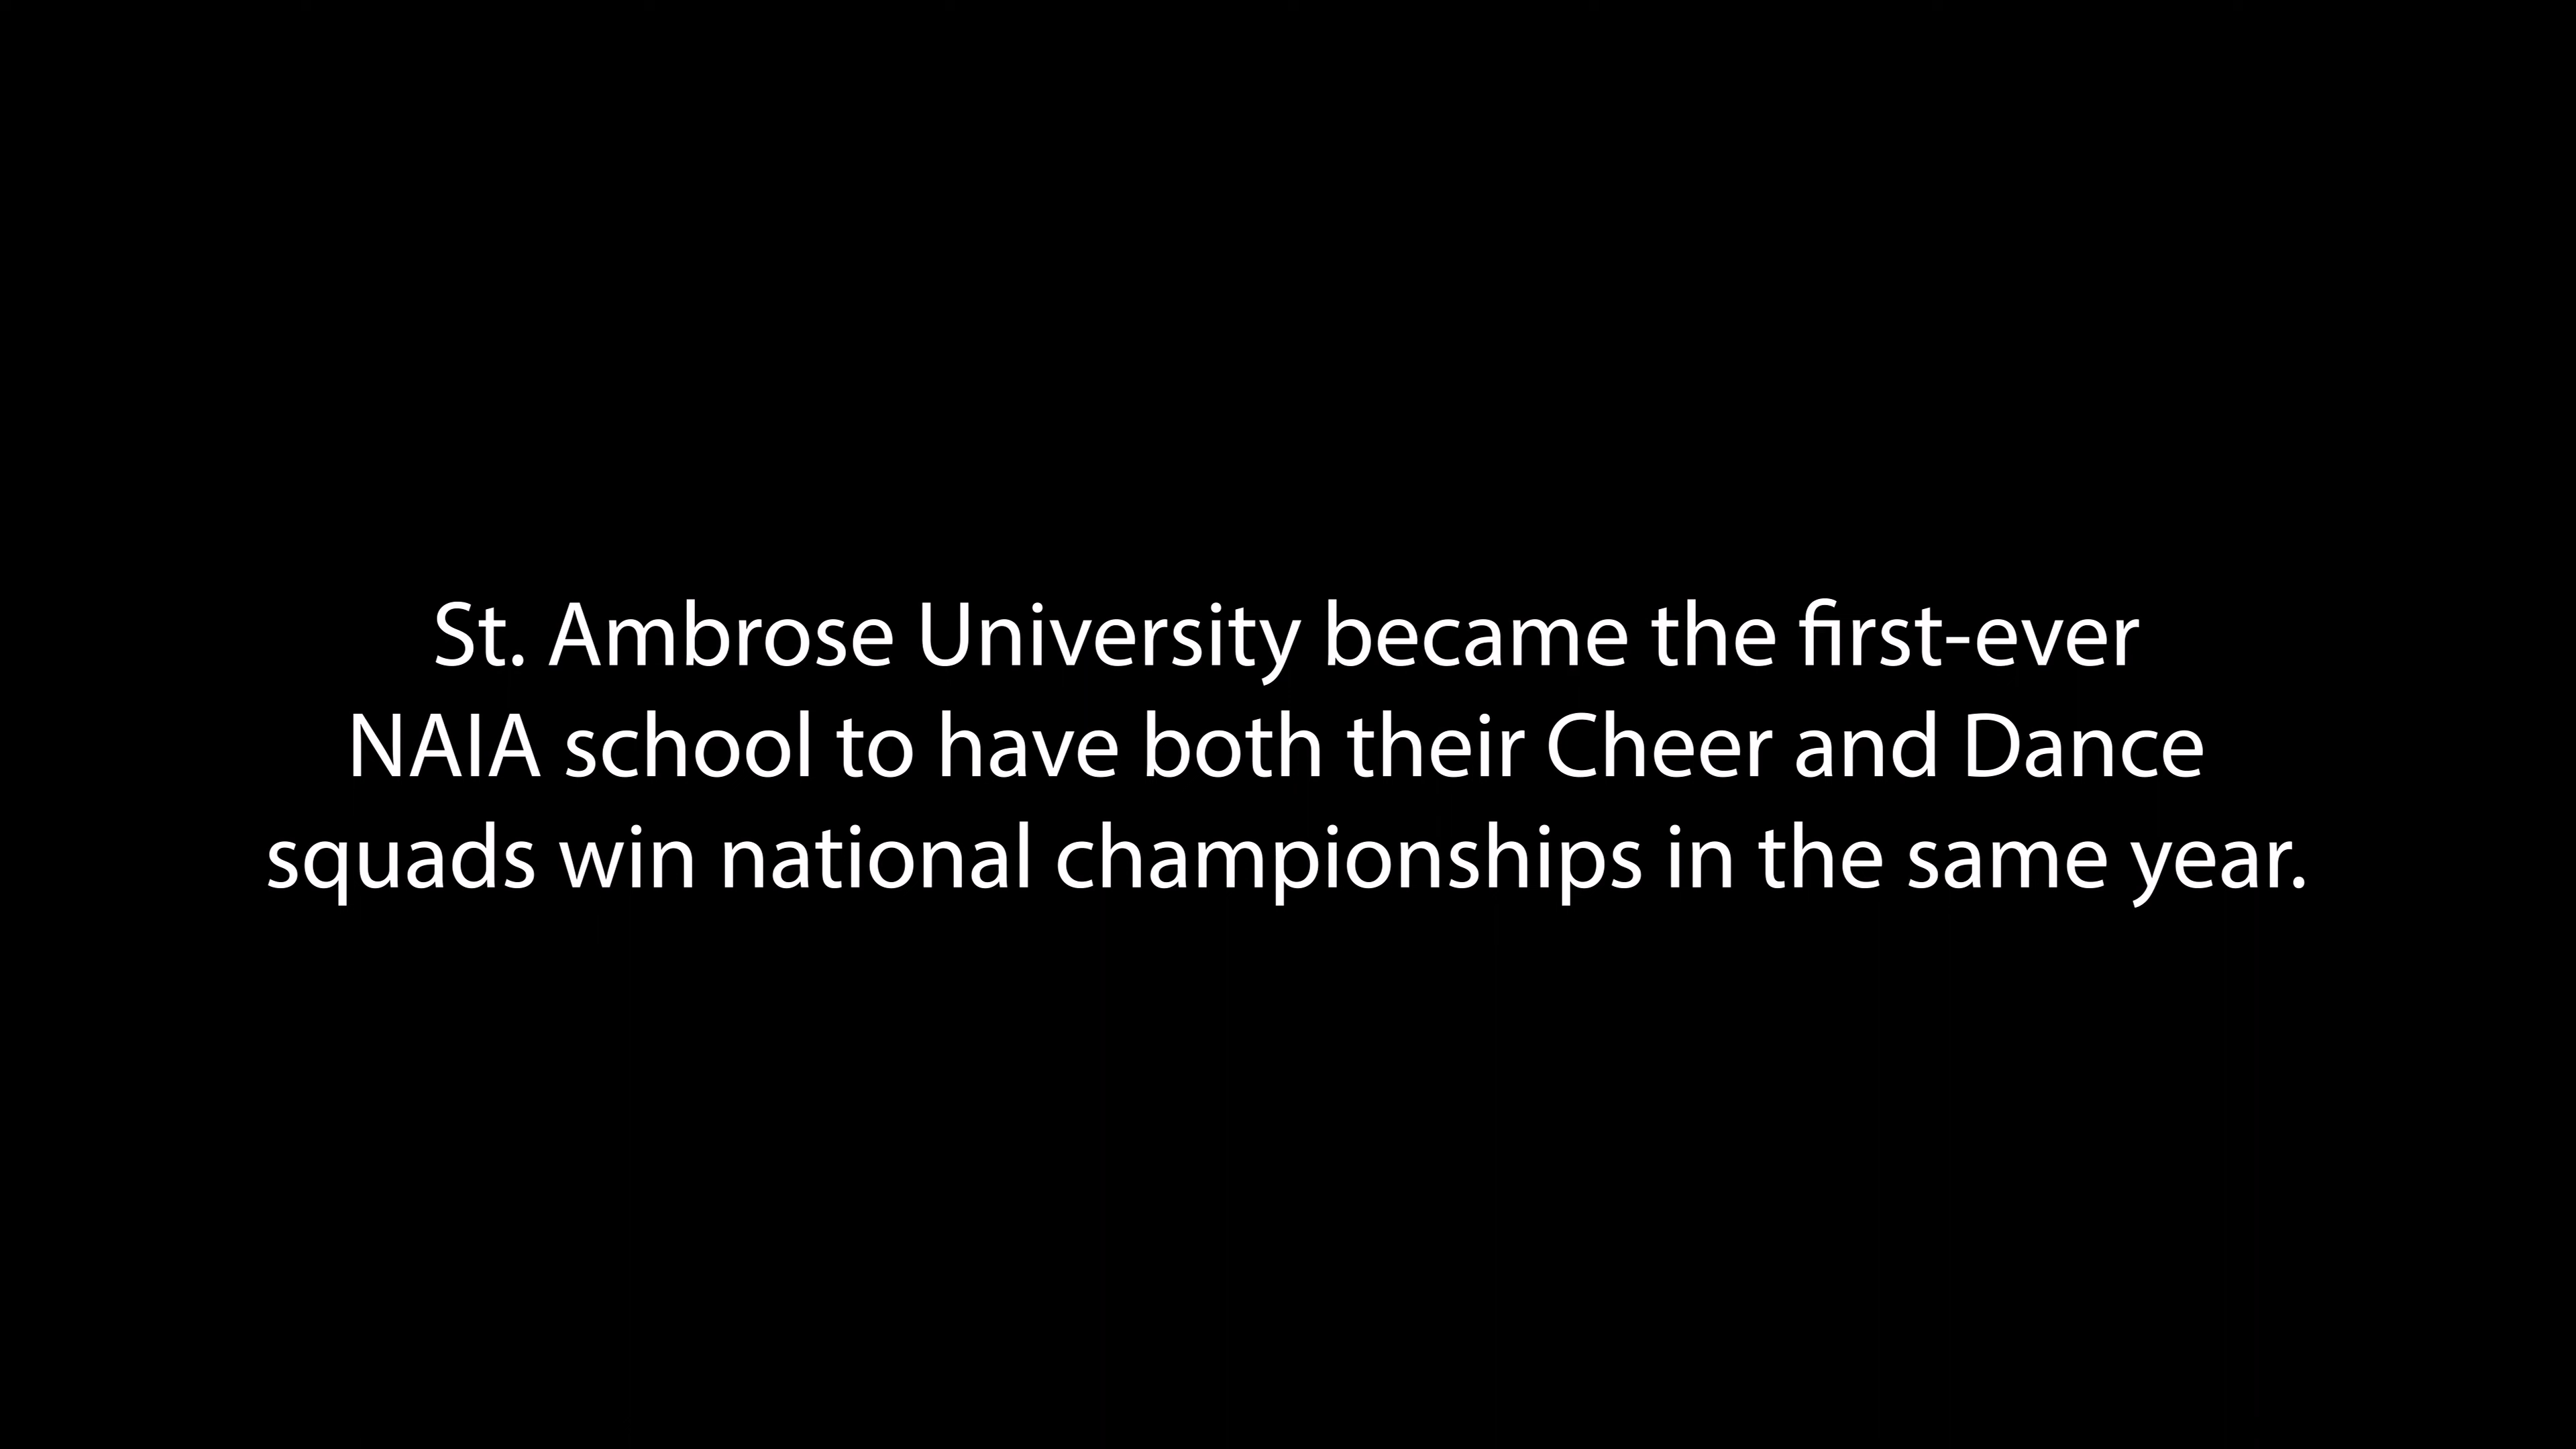 St. Ambrose University became the first-ever
NAIA school to have both their Cheer and Dance
squads win national championships in the same year.